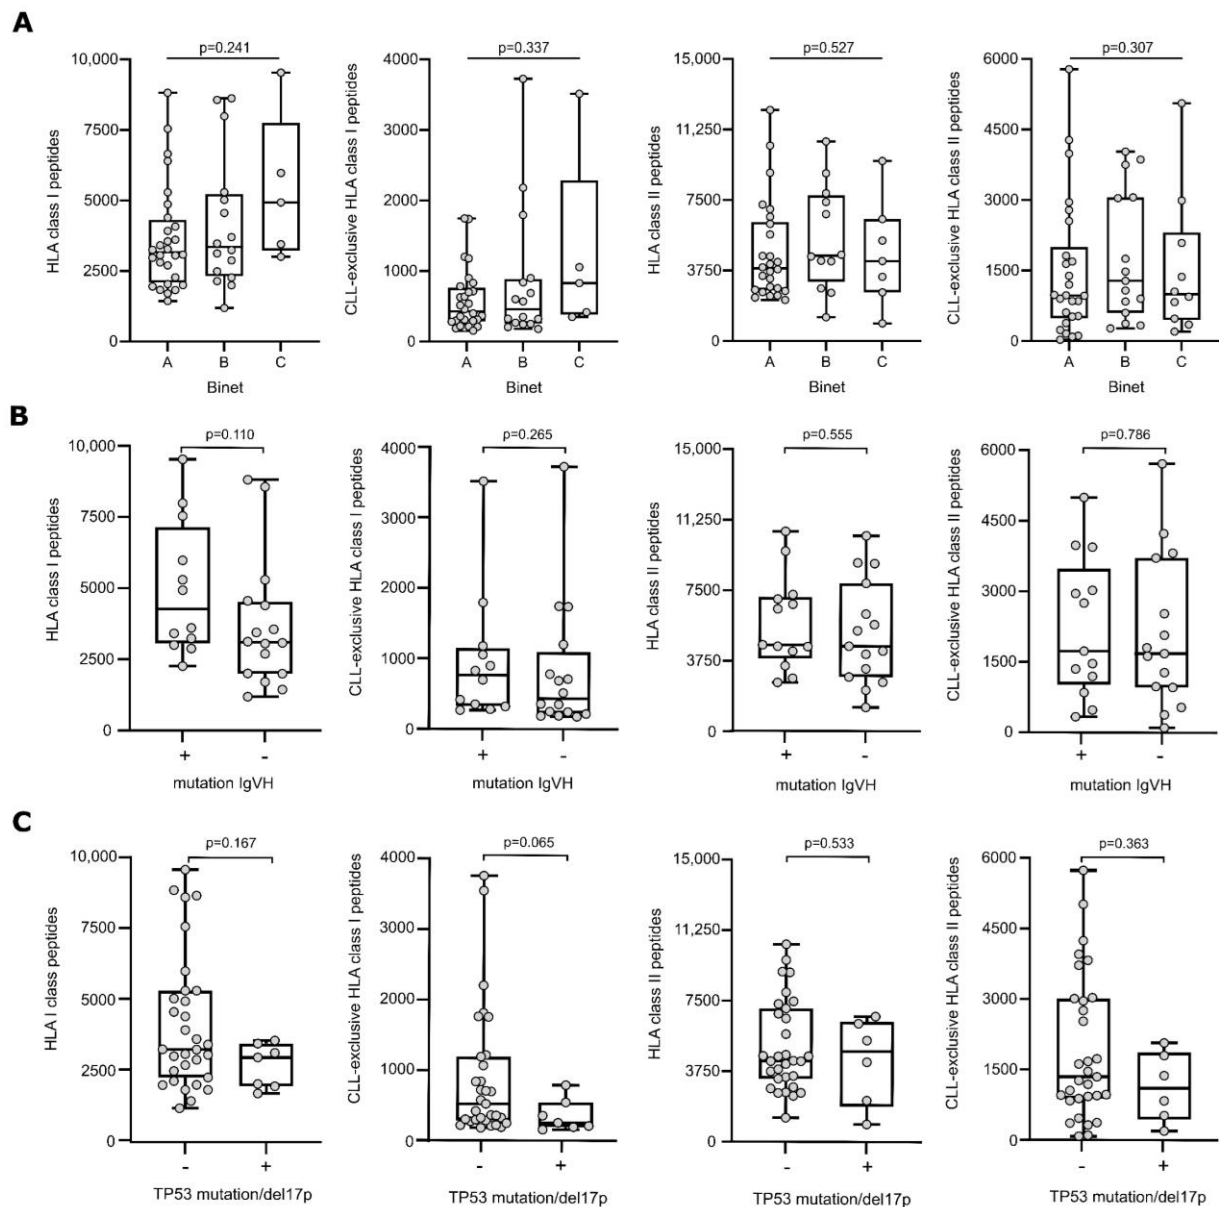 A
HLA class I peptides
10,000
7500
5000
2500
0
p=0.241
A B C
Binet
CLL-exclusive HLA class I peptides
4000
3000
2000
1000
0
p=0.337
A B C
Binet
HLA class II peptides
15,000
11,250
7500
3750
0
p=0.527
A B C
Binet
CLL-exclusive HLA class II peptides
6000
4500
3000
1500
0
p=0.307
A B C
Binet
B
HLA class I peptides
10,000
7500
5000
2500
0
p=0.110
+ -
mutation IgVH
CLL-exclusive HLA class I peptides
4000
3000
2000
1000
0
p=0.265
+ -
mutation IgVH
HLA class II peptides
15,000
11,250
7500
3750
0
p=0.555
+ -
mutation IgVH
CLL-exclusive HLA class II peptides
6000
4500
3000
1500
0
p=0.786
+ -
mutation IgVH
C
HLA I class peptides
10,000
7500
5000
2500
0
p=0.167
- +
TP53 mutation/del17p
CLL-exclusive HLA class I peptides
4000
3000
2000
1000
0
p=0.065
- +
TP53 mutation/del17p
HLA class II peptides
15,000
11,250
7500
3750
0
p=0.533
- +
TP53 mutation/del17p
CLL-exclusive HLA class II peptides
6000
4500
3000
1500
0
p=0.363
- +
TP53 mutation/del17p